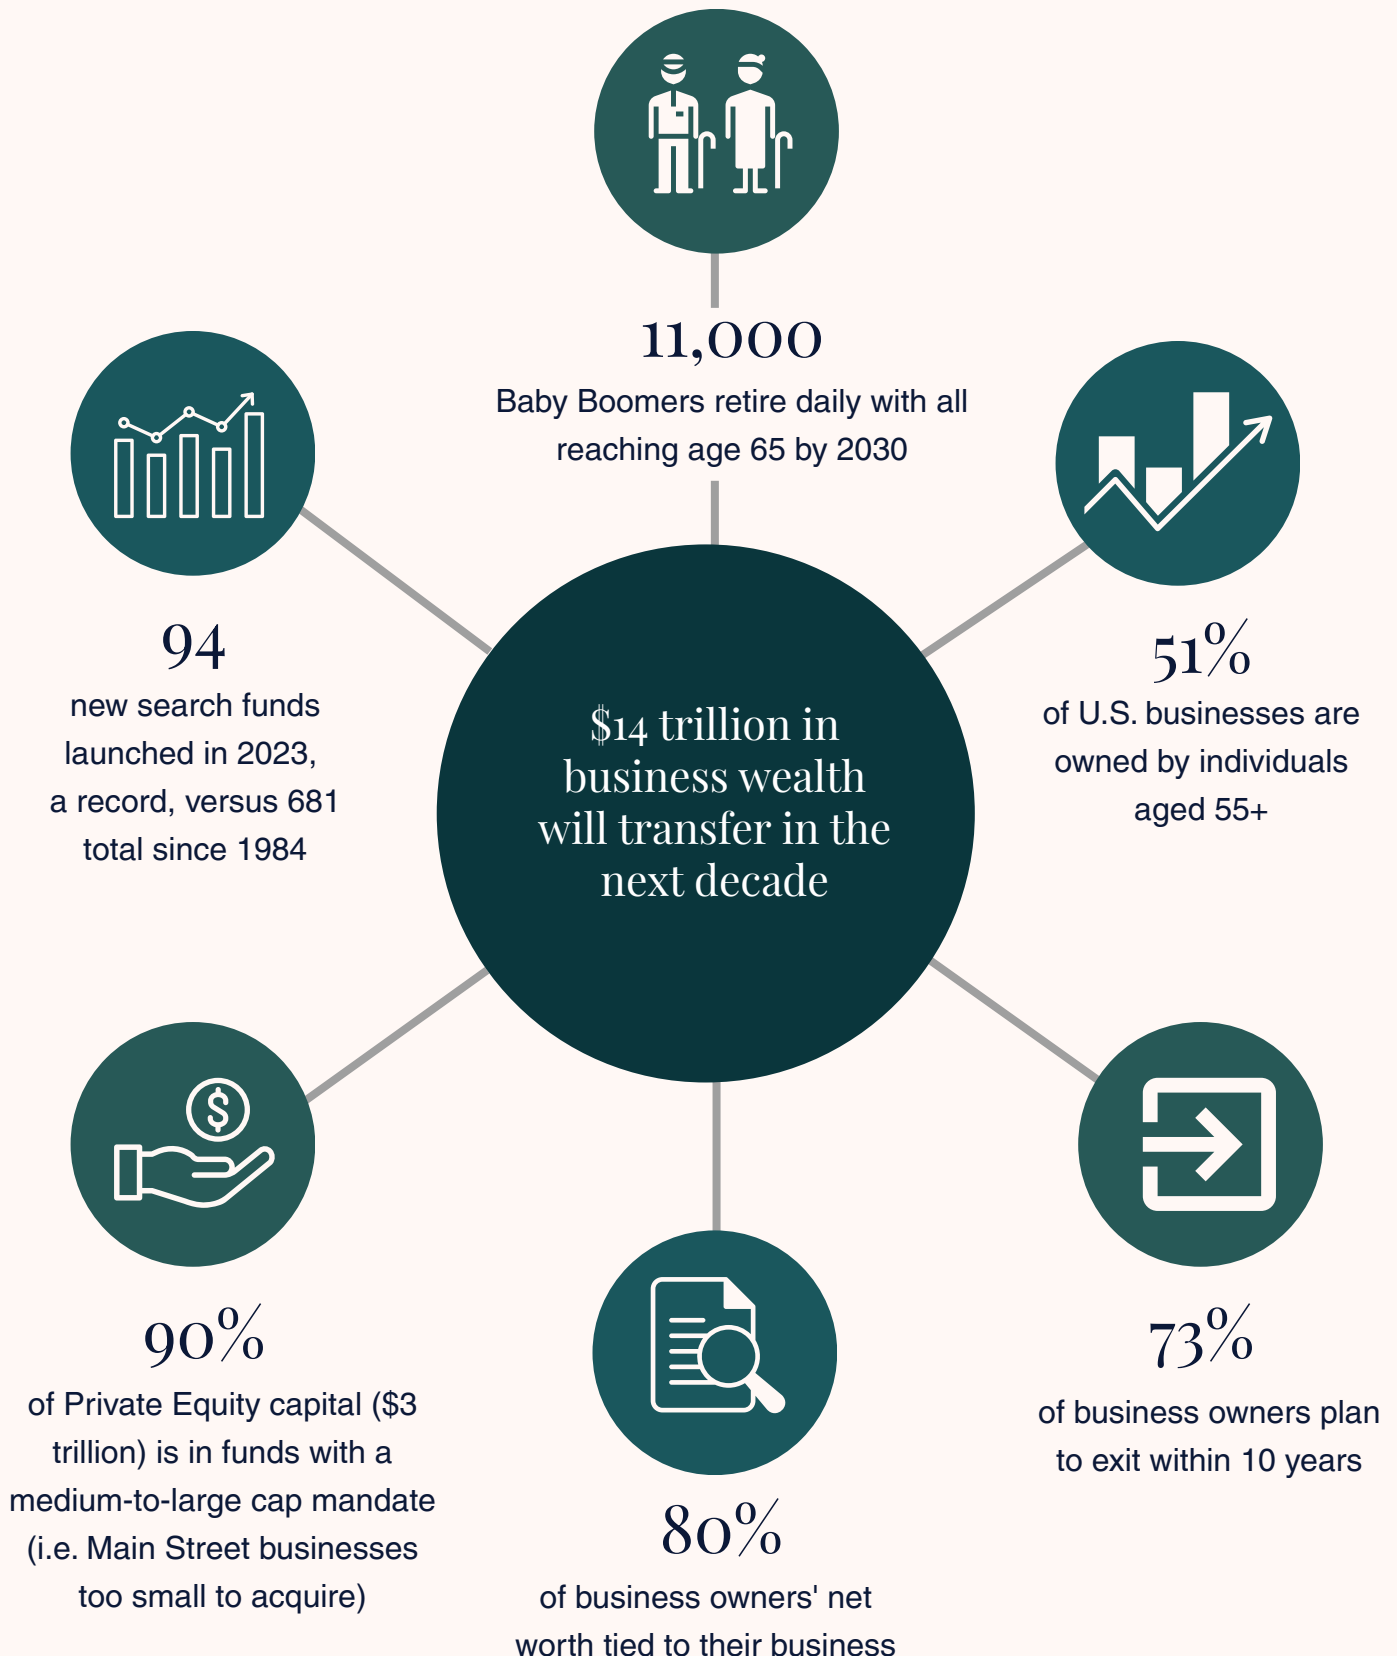 11,000
Baby Boomers retire daily with all
reaching age 65 by 2030
94
new search funds
launched in 2023,
a record, versus 681
total since 1984
51%
of U.S. businesses are
owned by individuals
aged 55+
$14 trillion in
business wealth
will transfer in the
next decade
90%
of Private Equity capital ($3
trillion) is in funds with a
medium-to-large cap mandate
(i.e. Main Street businesses
too small to acquire)
$
80%
of business owners' net
worth tied to their business
73%
of business owners plan
to exit within 10 years